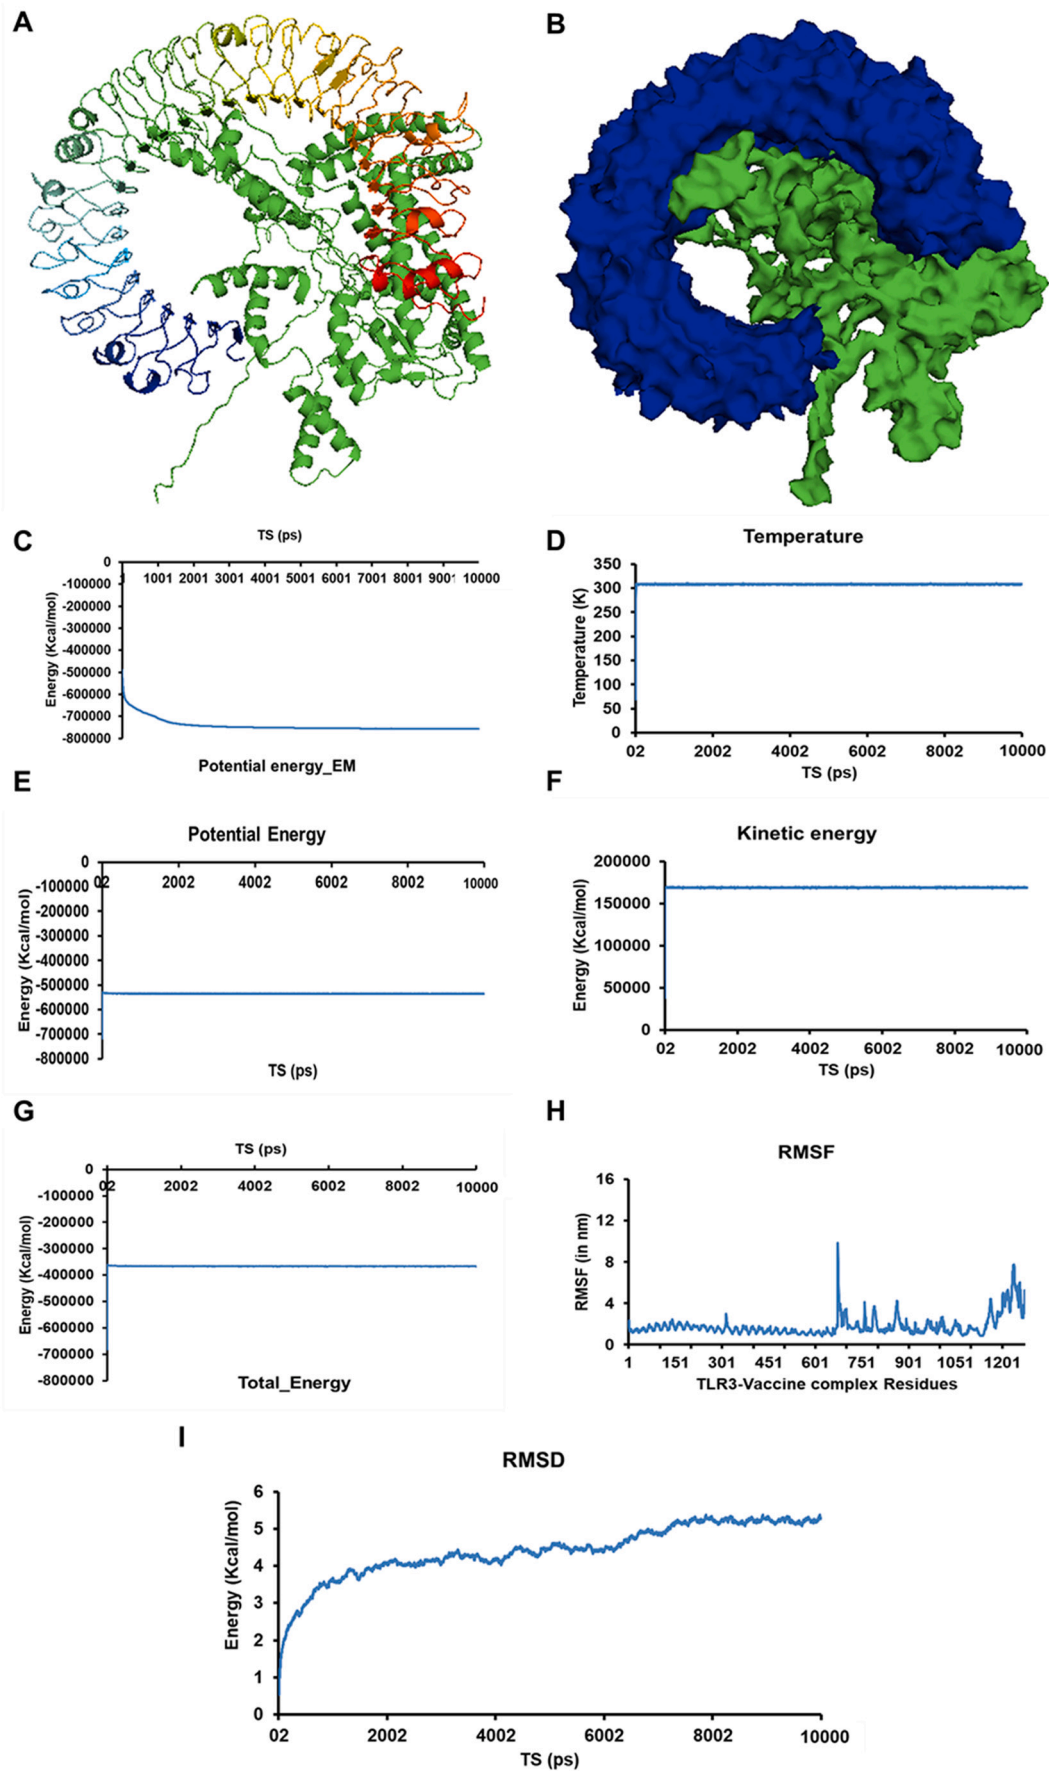 A
B
C
TS (ps)
0
1 1001 2001 3001 4001 5001 6001 7001 8001 9001 10000
-100000
-200000
-300000
-400000
-500000
-600000
-700000
-800000
Energy (Kcal/mol)
Potential energy_EM
D
Temperature
350
300
250
200
150
100
50
0
Temperature (K)
02 2002 4002 6002 8002 10000
TS (ps)
E
Potential Energy
0
02 2002 4002 6002 8002 10000
-100000
-200000
-300000
-400000
-500000
-600000
-700000
-800000
Energy (Kcal/mol)
TS (ps)
F
Kinetic energy
200000
150000
100000
50000
0
Energy (Kcal/mol)
02 2002 4002 6002 8002 10000
TS (ps)
G
TS (ps)
0
02 2002 4002 6002 8002 10000
-100000
-200000
-300000
-400000
-500000
-600000
-700000
-800000
Energy (Kcal/mol)
Total_Energy
H
RMSF
16
12
8
4
0
RMSF (in nm)
1 151 301 451 601 751 901 1051 1201
TLR3-Vaccine complex Residues
I
RMSD
6
5
4
3
2
1
0
Energy (Kcal/mol)
02 2002 4002 6002 8002 10000
TS (ps)